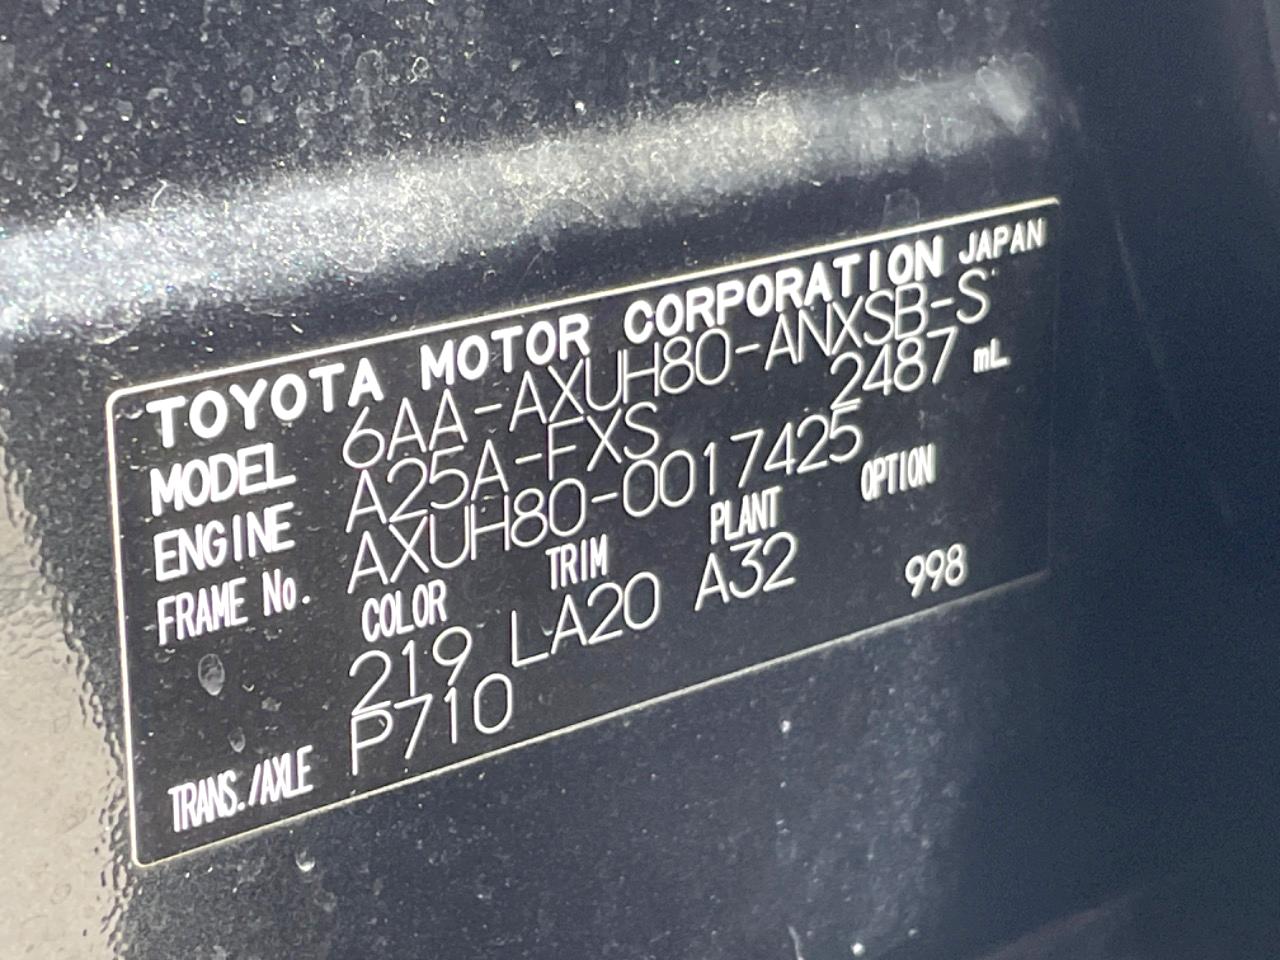 TOYOTA MOTOR CORPORATION JAPAN
MODEL 6AA-AXUH80-ANXSB-S
ENGINE A25A-FXS 2487 mL
FRAME No. AXUH80-0017425
COLOR TRIM PLANT OPTION
219 LA20 A32 998
TRANS./AXLE P710